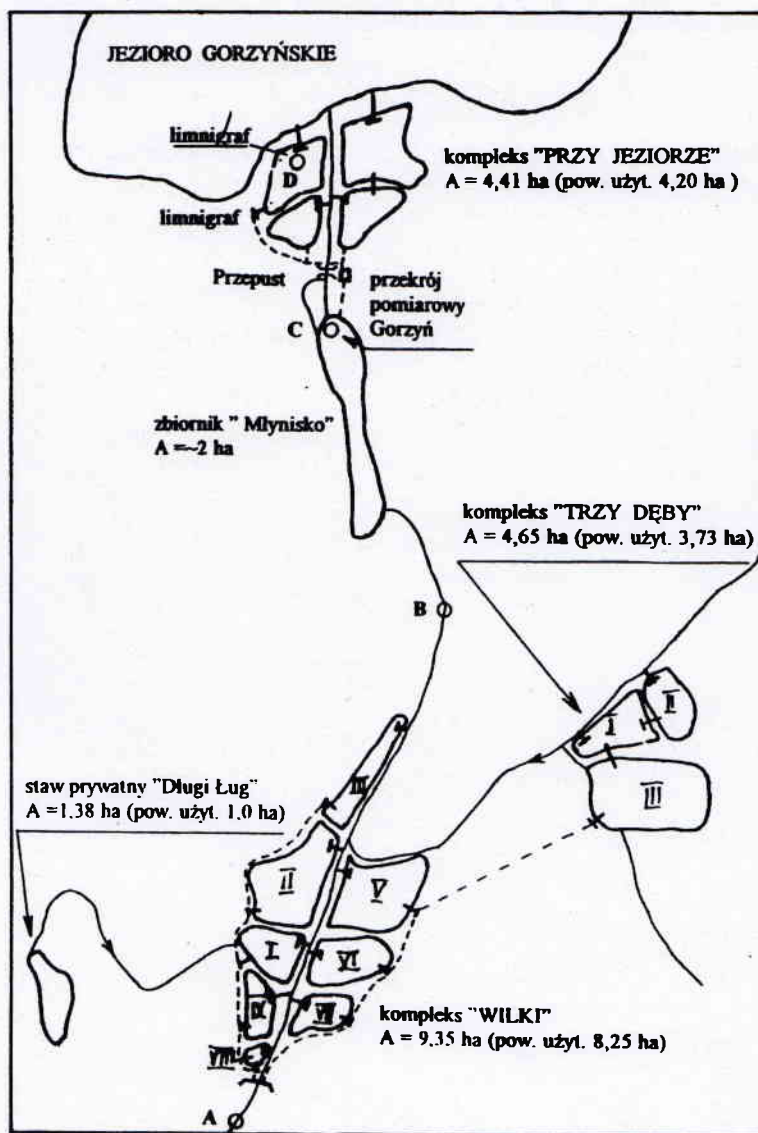 JEZIORO GORZYŃSKIE
limnigraf
D
limnigraf
kompleks "PRZY JEZIORZE"
A = 4,41 ha (pow. użyt. 4,20 ha )
Przepust
przekrój
pomiarowy
Gorzyń
C
zbiornik " Młynisko"
A =~2 ha
kompleks "TRZY DĘBY"
A = 4,65 ha (pow. użyt. 3,73 ha)
B
I
II
III
staw prywatny "Długi Ług"
A =1,38 ha (pow. użyt. 1,0 ha)
III
II
V
I
VI
IX
VII
VIII
kompleks "WILKI"
A = 9,35 ha (pow. użyt. 8,25 ha)
A